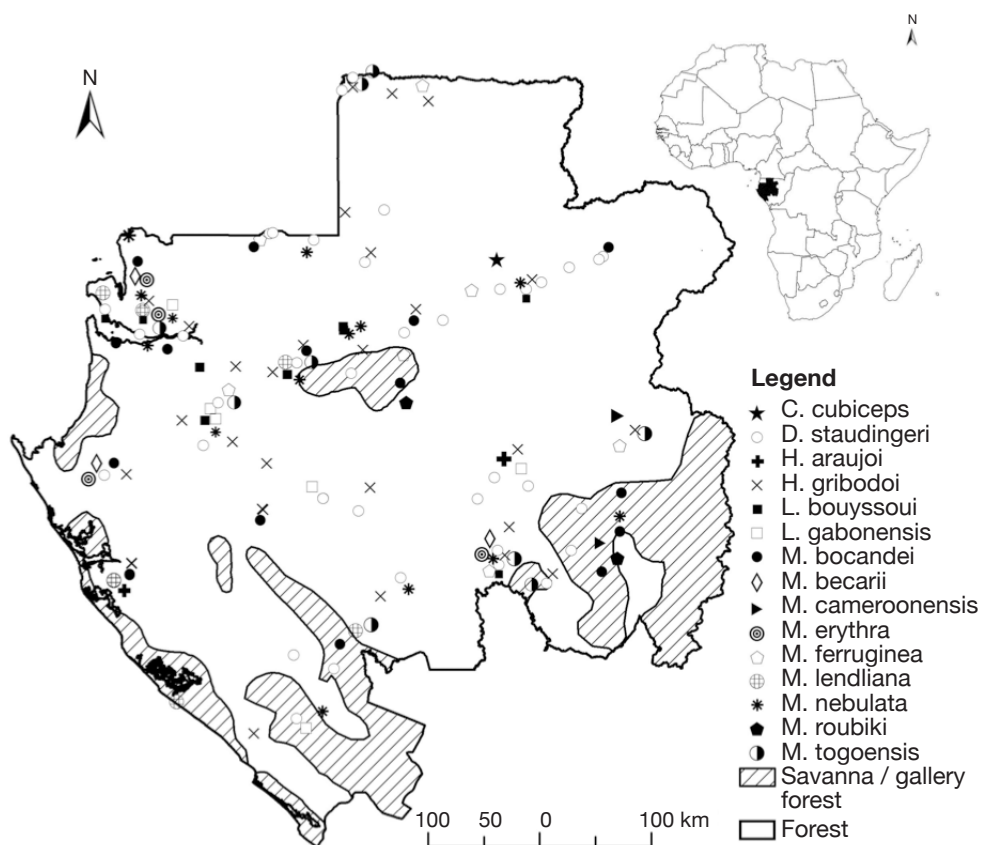 N
N
Legend
C. cubiceps
D. staudingeri
H. araujoi
H. gribodoi
L. bouyssoui
L. gabonensis
M. bocandei
M. becarii
M. cameroonensis
M. erythra
M. ferruginea
M. lendliana
M. nebulata
M. roubiki
M. togoensis
Savanna / gallery
forest
Forest
100 50 0 100 km